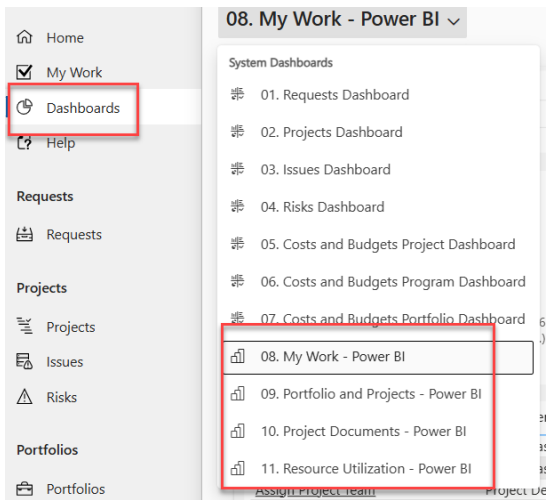 Home
My Work
Dashboards
Help
Requests
Requests
Projects
Projects
Issues
Risks
Portfolios
Portfolios
08. My Work - Power BI
System Dashboards
01. Requests Dashboard
02. Projects Dashboard
03. Issues Dashboard
04. Risks Dashboard
05. Costs and Budgets Project Dashboard
06. Costs and Budgets Program Dashboard
07. Costs and Budgets Portfolio Dashboard
08. My Work - Power BI
09. Portfolio and Projects - Power BI
10. Project Documents - Power BI
11. Resource Utilization - Power BI
Assign Project Team
Project De